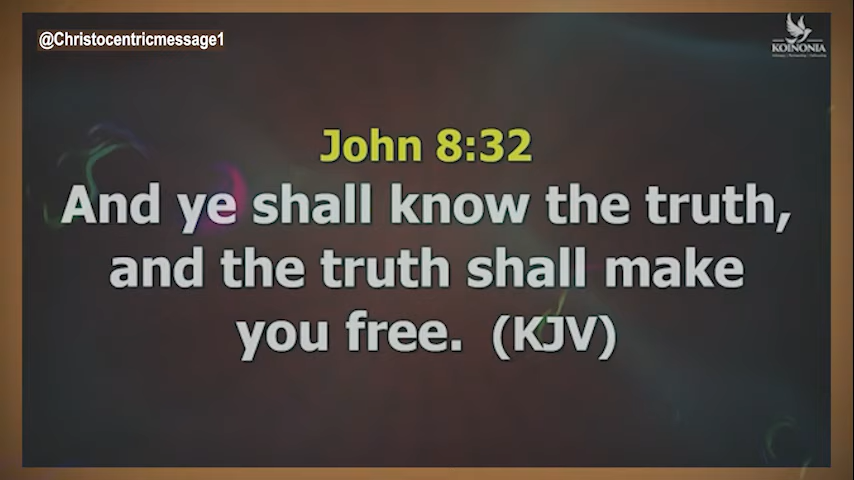 @Christocentricmessage1
KOINONIA
John 8:32
And ye shall know the truth,
and the truth shall make
you free. (KJV)